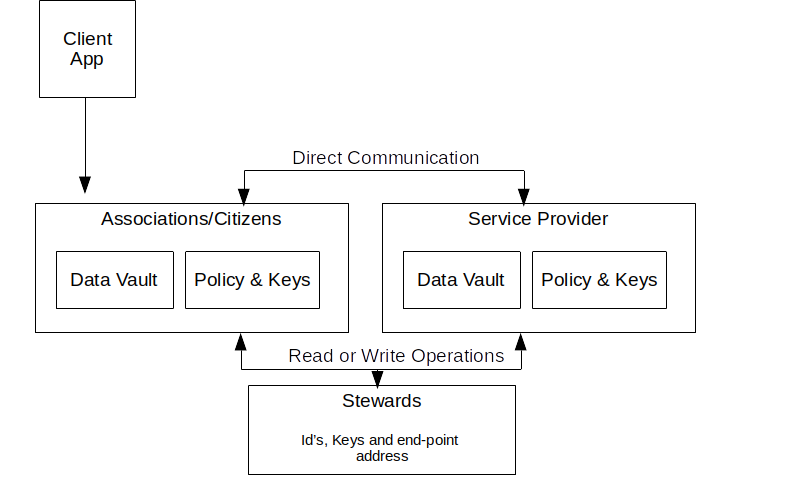 Client
App
Direct Communication
Associations/Citizens
Service Provider
Data Vault
Policy & Keys
Data Vault
Policy & Keys
Read or Write Operations
Stewards
Id’s, Keys and end-point
address